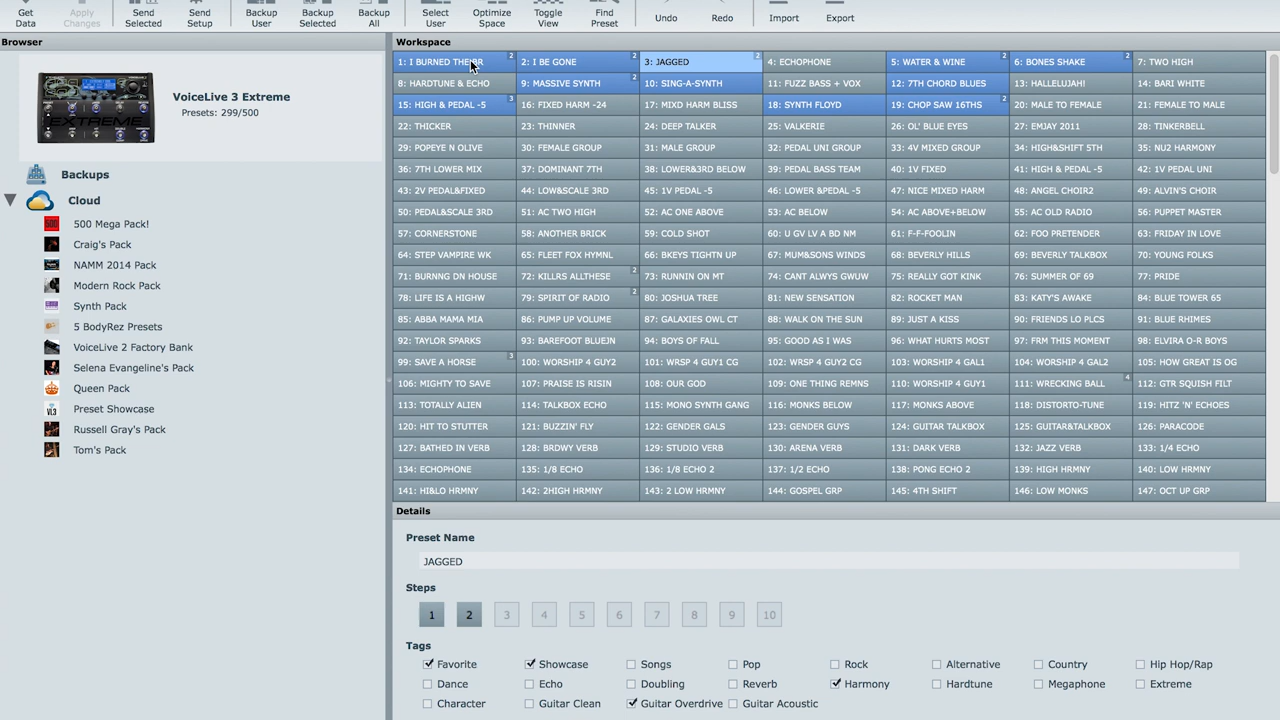 Get Data
Apply Changes
Send Selected
Send Setup
Backup User
Backup Selected
Backup All
Select User
Optimize Space
Toggle View
Find Preset
Undo
Redo
Import
Export
Browser
VoiceLive 3 Extreme
Presets: 299/500
EXTREME
Backups
Cloud
500 Mega Pack!
Craig's Pack
NAMM 2014 Pack
Modern Rock Pack
Synth Pack
5 BodyRez Presets
VoiceLive 2 Factory Bank
Selena Evangeline's Pack
Queen Pack
Preset Showcase
Russell Gray's Pack
Tom's Pack
Workspace
1: I BURNED 2 2: I BE GONE 2 3: JAGGED 2 4: ECHOPHONE 5: WATER & WINE 2 6: BONES SHAKE 2 7: TWO HIGH
8: HARDTUNE & ECHO 9: MASSIVE SYNTH 2 10: SING-A-SYNTH 11: FUZZ BASS + VOX 12: 7TH CHORD BLUES 13: HALLELUJAH! 14: BARI WHITE
15: HIGH & PEDAL -5 3 16: FIXED HARM -24 17: MIXD HARM BLISS 18: SYNTH FLOYD 19: CHOP SAW 16THS 2 20: MALE TO FEMALE 21: FEMALE TO MALE
22: THICKER 23: THINNER 24: DEEP TALKER 25: VALKERIE 26: OL' BLUE EYES 27: EMJAY 2011 28: TINKERBELL
29: POPEYE N OLIVE 30: FEMALE GROUP 31: MALE GROUP 32: PEDAL UNI GROUP 33: 4V MIXED GROUP 34: HIGH&SHIFT 5TH 35: NU2 HARMONY
36: 7TH LOWER MIX 37: DOMINANT 7TH 38: LOWER&3RD BELOW 39: PEDAL BASS TEAM 40: 1V FIXED 41: HIGH & PEDAL -5 42: 1V PEDAL UNI
43: 2V PEDAL&FIXED 44: LOW&SCALE 3RD 45: 1V PEDAL -5 46: LOWER &PEDAL -5 47: NICE MIXED HARM 48: ANGEL CHOIR2 49: ALVIN'S CHOIR
50: PEDAL&SCALE 3RD 51: AC TWO HIGH 52: AC ONE ABOVE 53: AC BELOW 54: AC ABOVE+BELOW 55: AC OLD RADIO 56: PUPPET MASTER
57: CORNERSTONE 58: ANOTHER BRICK 59: COLD SHOT 60: U GV LV A BD NM 61: F-F-FOOLIN 62: FOO PRETENDER 63: FRIDAY IN LOVE
64: STEP VAMPIRE WK 65: FLEET FOX HYMNL 66: BKEYS TIGHTN UP 67: MUM&SONS WINDS 68: BEVERLY HILLS 69: BEVERLY TALKBOX 70: YOUNG FOLKS
71: BURNNG DN HOUSE 72: KILLRS ALLTHESE 2 73: RUNNIN ON MT 74: CANT ALWYS GWUW 75: REALLY GOT KINK 76: SUMMER OF 69 77: PRIDE
78: LIFE IS A HIGHW 79: SPIRIT OF RADIO 2 80: JOSHUA TREE 81: NEW SENSATION 82: ROCKET MAN 83: KATY'S AWAKE 84: BLUE TOWER 65
85: ABBA MAMA MIA 86: PUMP UP VOLUME 87: GALAXIES OWL CT 88: WALK ON THE SUN 89: JUST A KISS 90: FRIENDS LO PLCS 91: BLUE RHIMES
92: TAYLOR SPARKS 93: BAREFOOT BLUEJN 94: BOYS OF FALL 95: GOOD AS I WAS 96: WHAT HURTS MOST 97: FRM THIS MOMENT 98: ELVIRA O-R BOYS
99: SAVE A HORSE 3 100: WORSHIP 4 GUY2 101: WRSP 4 GUY1 CG 102: WRSP 4 GUY2 CG 103: WORSHIP 4 GAL1 104: WORSHIP 4 GAL2 105: HOW GREAT IS OG
106: MIGHTY TO SAVE 107: PRAISE IS RISIN 108: OUR GOD 109: ONE THING REMNS 110: WORSHIP 4 GUY1 111: WRECKING BALL 4 112: GTR SQUISH FILT
113: TOTALLY ALIEN 114: TALKBOX ECHO 115: MONO SYNTH GANG 116: MONKS BELOW 117: MONKS ABOVE 118: DISTORTO-TUNE 119: HITZ 'N' ECHOES
120: HIT TO STUTTER 121: BUZZIN' FLY 122: GENDER GALS 123: GENDER GUYS 124: GUITAR TALKBOX 125: GUITAR&TALKBOX 126: PARACODE
127: BATHED IN VERB 128: BRDWY VERB 129: STUDIO VERB 130: ARENA VERB 131: DARK VERB 132: JAZZ VERB 133: 1/4 ECHO
134: ECHOPHONE 135: 1/8 ECHO 136: 1/8 ECHO 2 137: 1/2 ECHO 138: PONG ECHO 2 139: HIGH HRMNY 140: LOW HRMNY
141: HI&LO HRMNY 142: 2HIGH HRMNY 143: 2 LOW HRMNY 144: GOSPEL GRP 145: 4TH SHIFT 146: LOW MONKS 147: OCT UP GRP
Details
Preset Name
JAGGED
Steps
1 2 3 4 5 6 7 8 9 10
Tags
Favorite Showcase Songs Pop Rock Alternative Country Hip Hop/Rap
Dance Echo Doubling Reverb Harmony Hardtune Megaphone Extreme
Character Guitar Clean Guitar Overdrive Guitar Acoustic